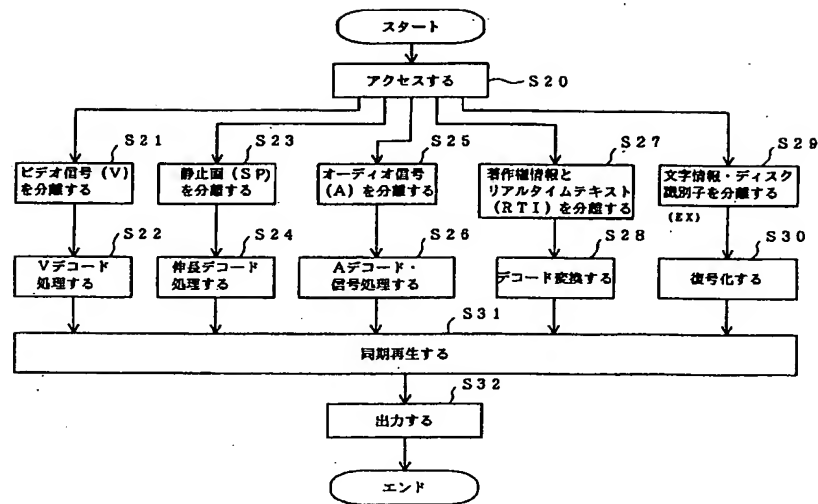 スタート
アクセスする
S20
S21
S23
S25
S27
S29
ビデオ信号(V)
を分離する
静止画(SP)
を分離する
オーディオ信号
(A)を分離する
著作権情報と
リアルタイムテキスト
(RTI)を分離する
文字情報・ディスク
識別子を分離する
(EX)
S22
S24
S26
S28
S30
Vデコード
処理する
伸長デコード
処理する
Aデコード・
信号処理する
デコード変換する
復号化する
S31
同期再生する
S32
出力する
エンド